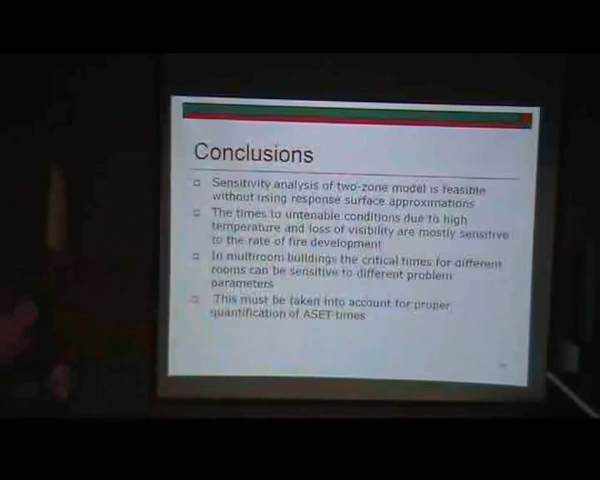 Conclusions
Sensitivity analysis of two-zone model is feasible
without using response surface approximations
The times to untenable conditions due to high
temperature and loss of visibility are mostly sensitive
to the rate of fire development
In multiroom buildings the critical times for different
rooms can be sensitive to different problem
parameters
This must be taken into account for proper
quantification of ASET times